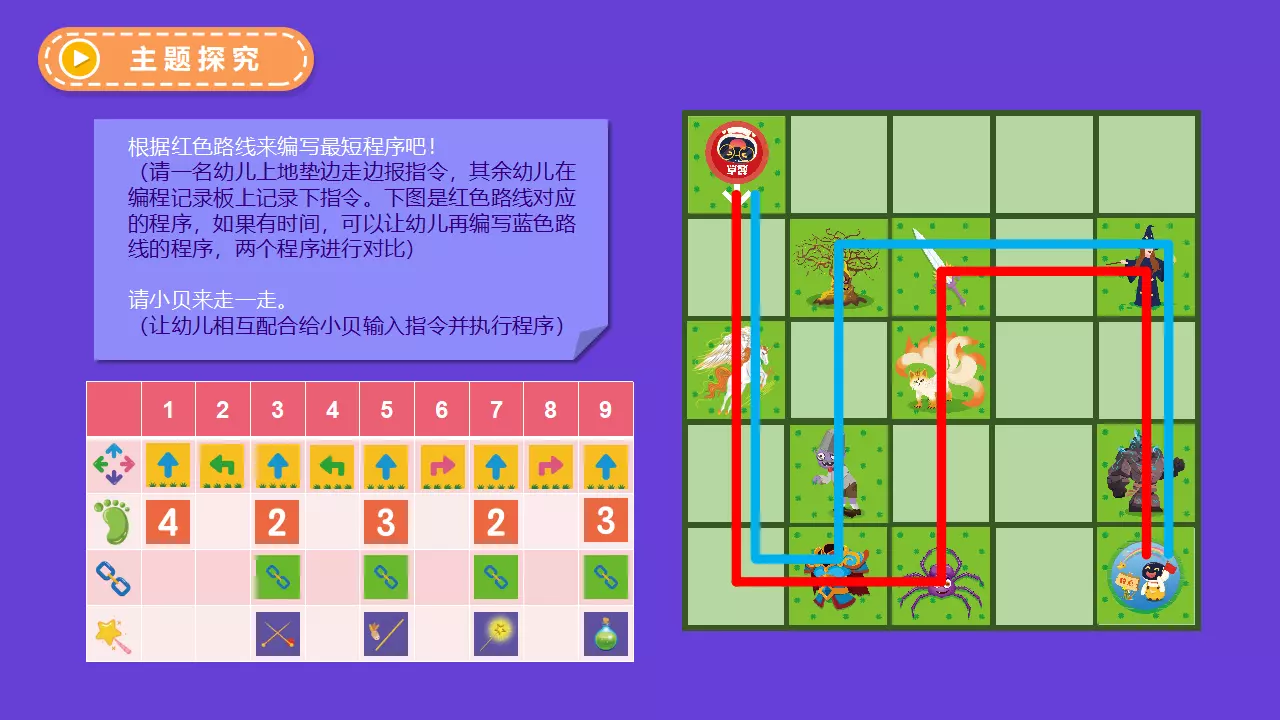 主题探究
根据红色路线来编写最短程序吧！
（请一名幼儿上地垫边走边报指令，其余幼儿在
编程记录板上记录下指令。下图是红色路线对应
的程序，如果有时间，可以让幼儿再编写蓝色路
线的程序，两个程序进行对比）
请小贝来走一走。
（让幼儿相互配合给小贝输入指令并执行程序）
1 2 3 4 5 6 7 8 9
4 2 3 2 3
起点
终点